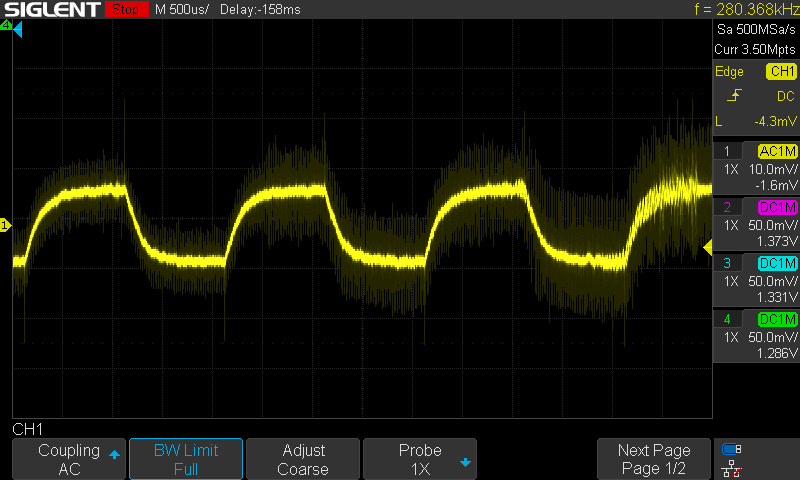 SIGLENT Stop M 500us/ Delay:-158ms f = 280.368kHz
Sa 500MSa/s
Curr 3.50Mpts
Edge CH1
DC
L -4.3mV
1 AC1M
1X 10.0mV/
-1.6mV
2 DC1M
1X 50.0mV/
1.373V
3 DC1M
1X 50.0mV/
1.331V
4 DC1M
1X 50.0mV/
1.286V
4
1
CH1
Coupling
AC
BW Limit
Full
Adjust
Coarse
Probe
1X
Next Page
Page 1/2